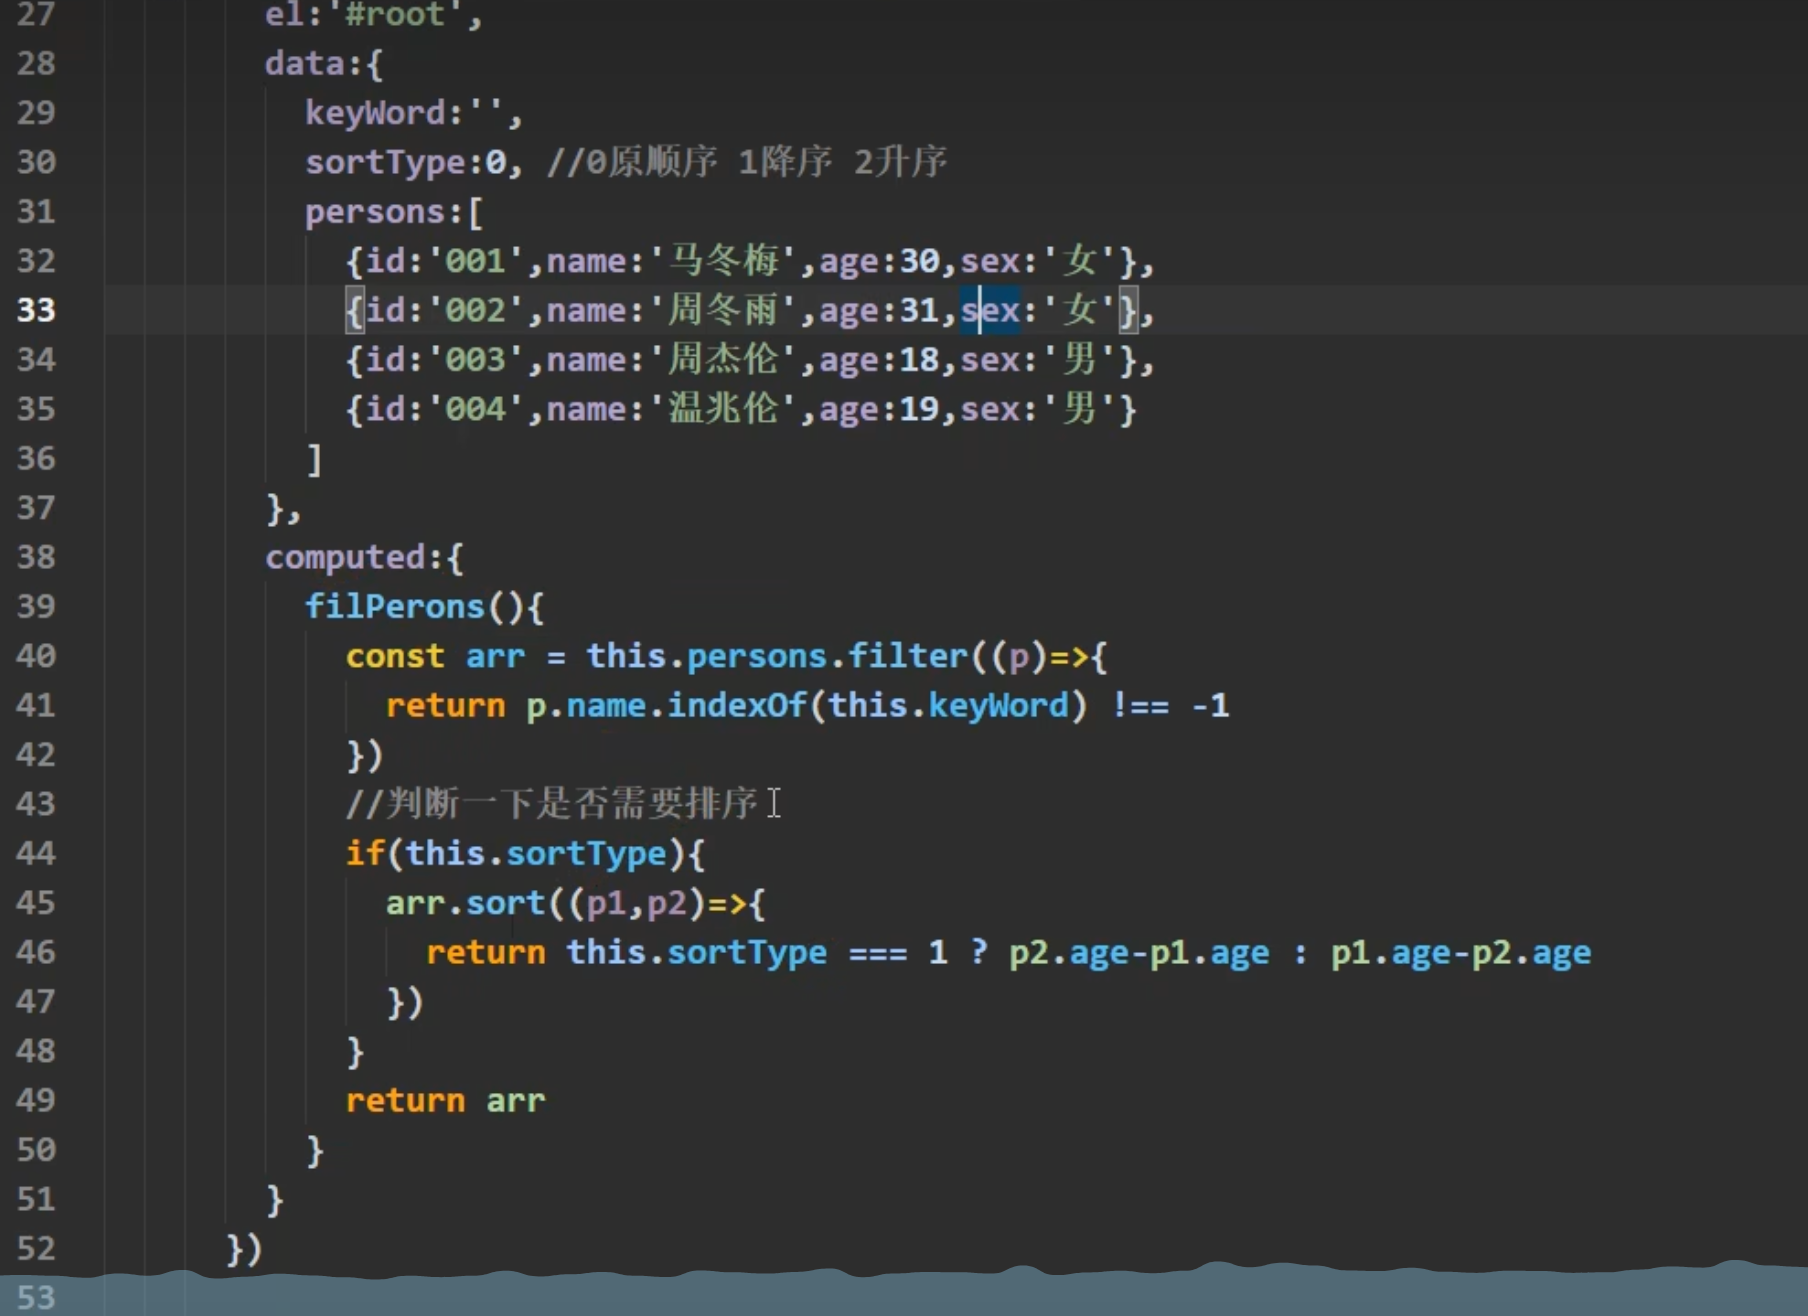 27 el:'#root',
28 data:{
29 keyWord:'',
30 sortType:0, //0原顺序 1降序 2升序
31 persons:[
32 {id:'001',name:'马冬梅',age:30,sex:'女'},
33 {id:'002',name:'周冬雨',age:31,sex:'女'},
34 {id:'003',name:'周杰伦',age:18,sex:'男'},
35 {id:'004',name:'温兆伦',age:19,sex:'男'}
36 ]
37 },
38 computed:{
39 filPerons(){
40 const arr = this.persons.filter((p)=>{
41 return p.name.indexOf(this.keyWord) !== -1
42 })
43 //判断一下是否需要排序
44 if(this.sortType){
45 arr.sort((p1,p2)=>{
46 return this.sortType === 1 ? p2.age-p1.age : p1.age-p2.age
47 })
48 }
49 return arr
50 }
51 }
52 })
53